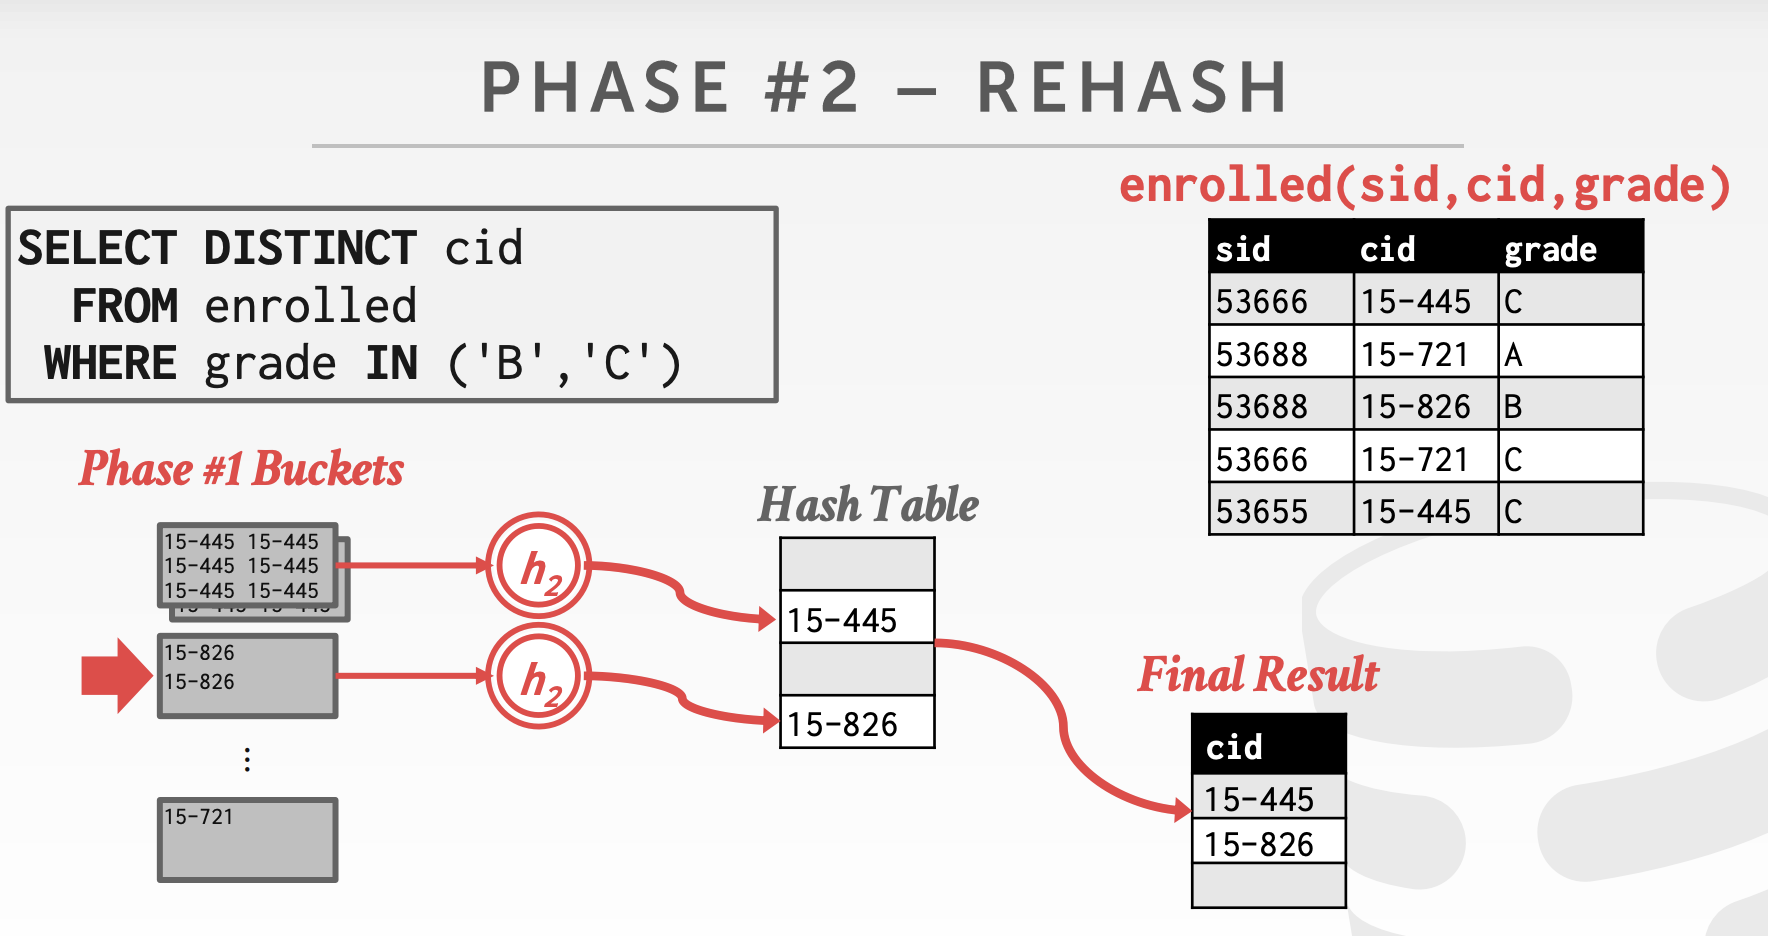 PHASE #2 – REHASH
enrolled(sid,cid,grade)
SELECT DISTINCT cid
FROM enrolled
WHERE grade IN ('B','C')
sid cid grade
53666 15-445 C
53688 15-721 A
53688 15-826 B
53666 15-721 C
53655 15-445 C
Phase #1 Buckets
15-445 15-445
15-445 15-445
15-445 15-445
15-826
15-826
⋮
15-721
h2
h2
Hash Table
15-445
15-826
Final Result
cid
15-445
15-826